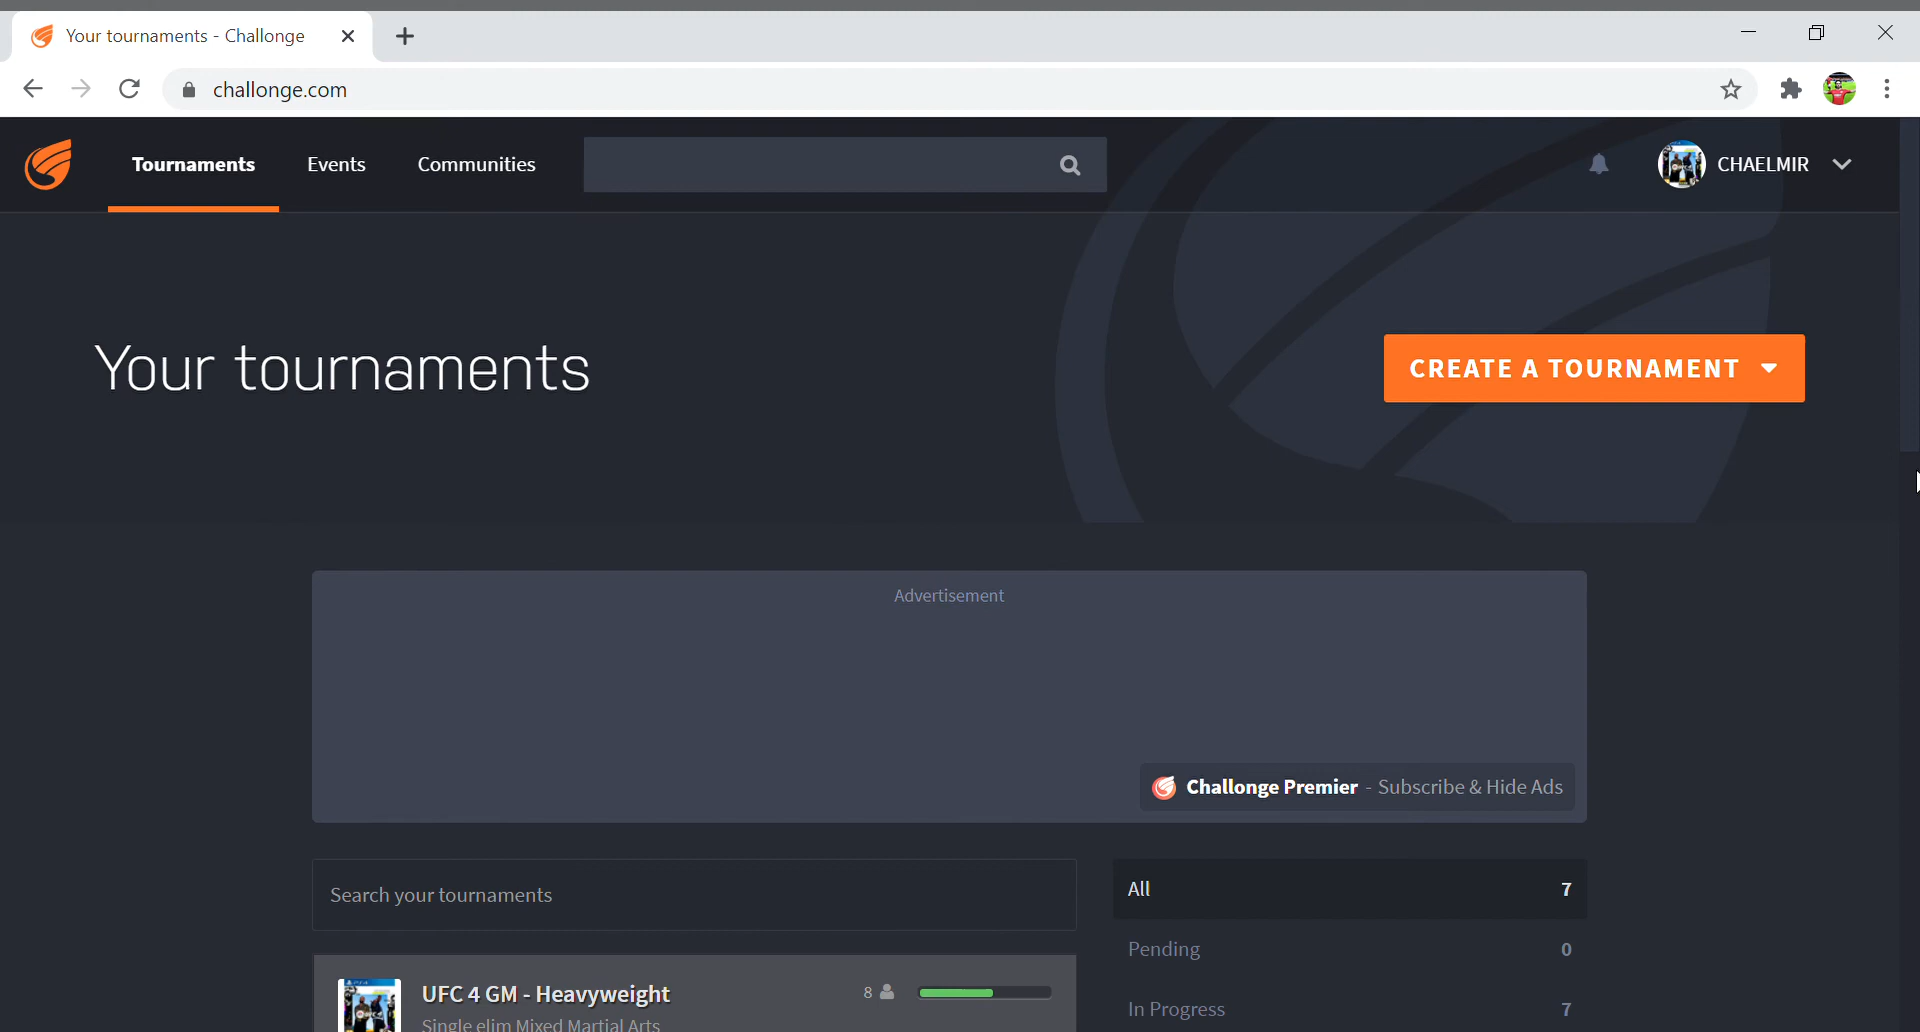 Your tournaments - Challonge
challonge.com
Tournaments
Events
Communities
CHAELMIR
Your tournaments
CREATE A TOURNAMENT
Advertisement
Challonge Premier - Subscribe & Hide Ads
Search your tournaments
All 7
Pending 0
UFC 4 GM - Heavyweight 8
In Progress 7
Single elim Mixed Martial Arts